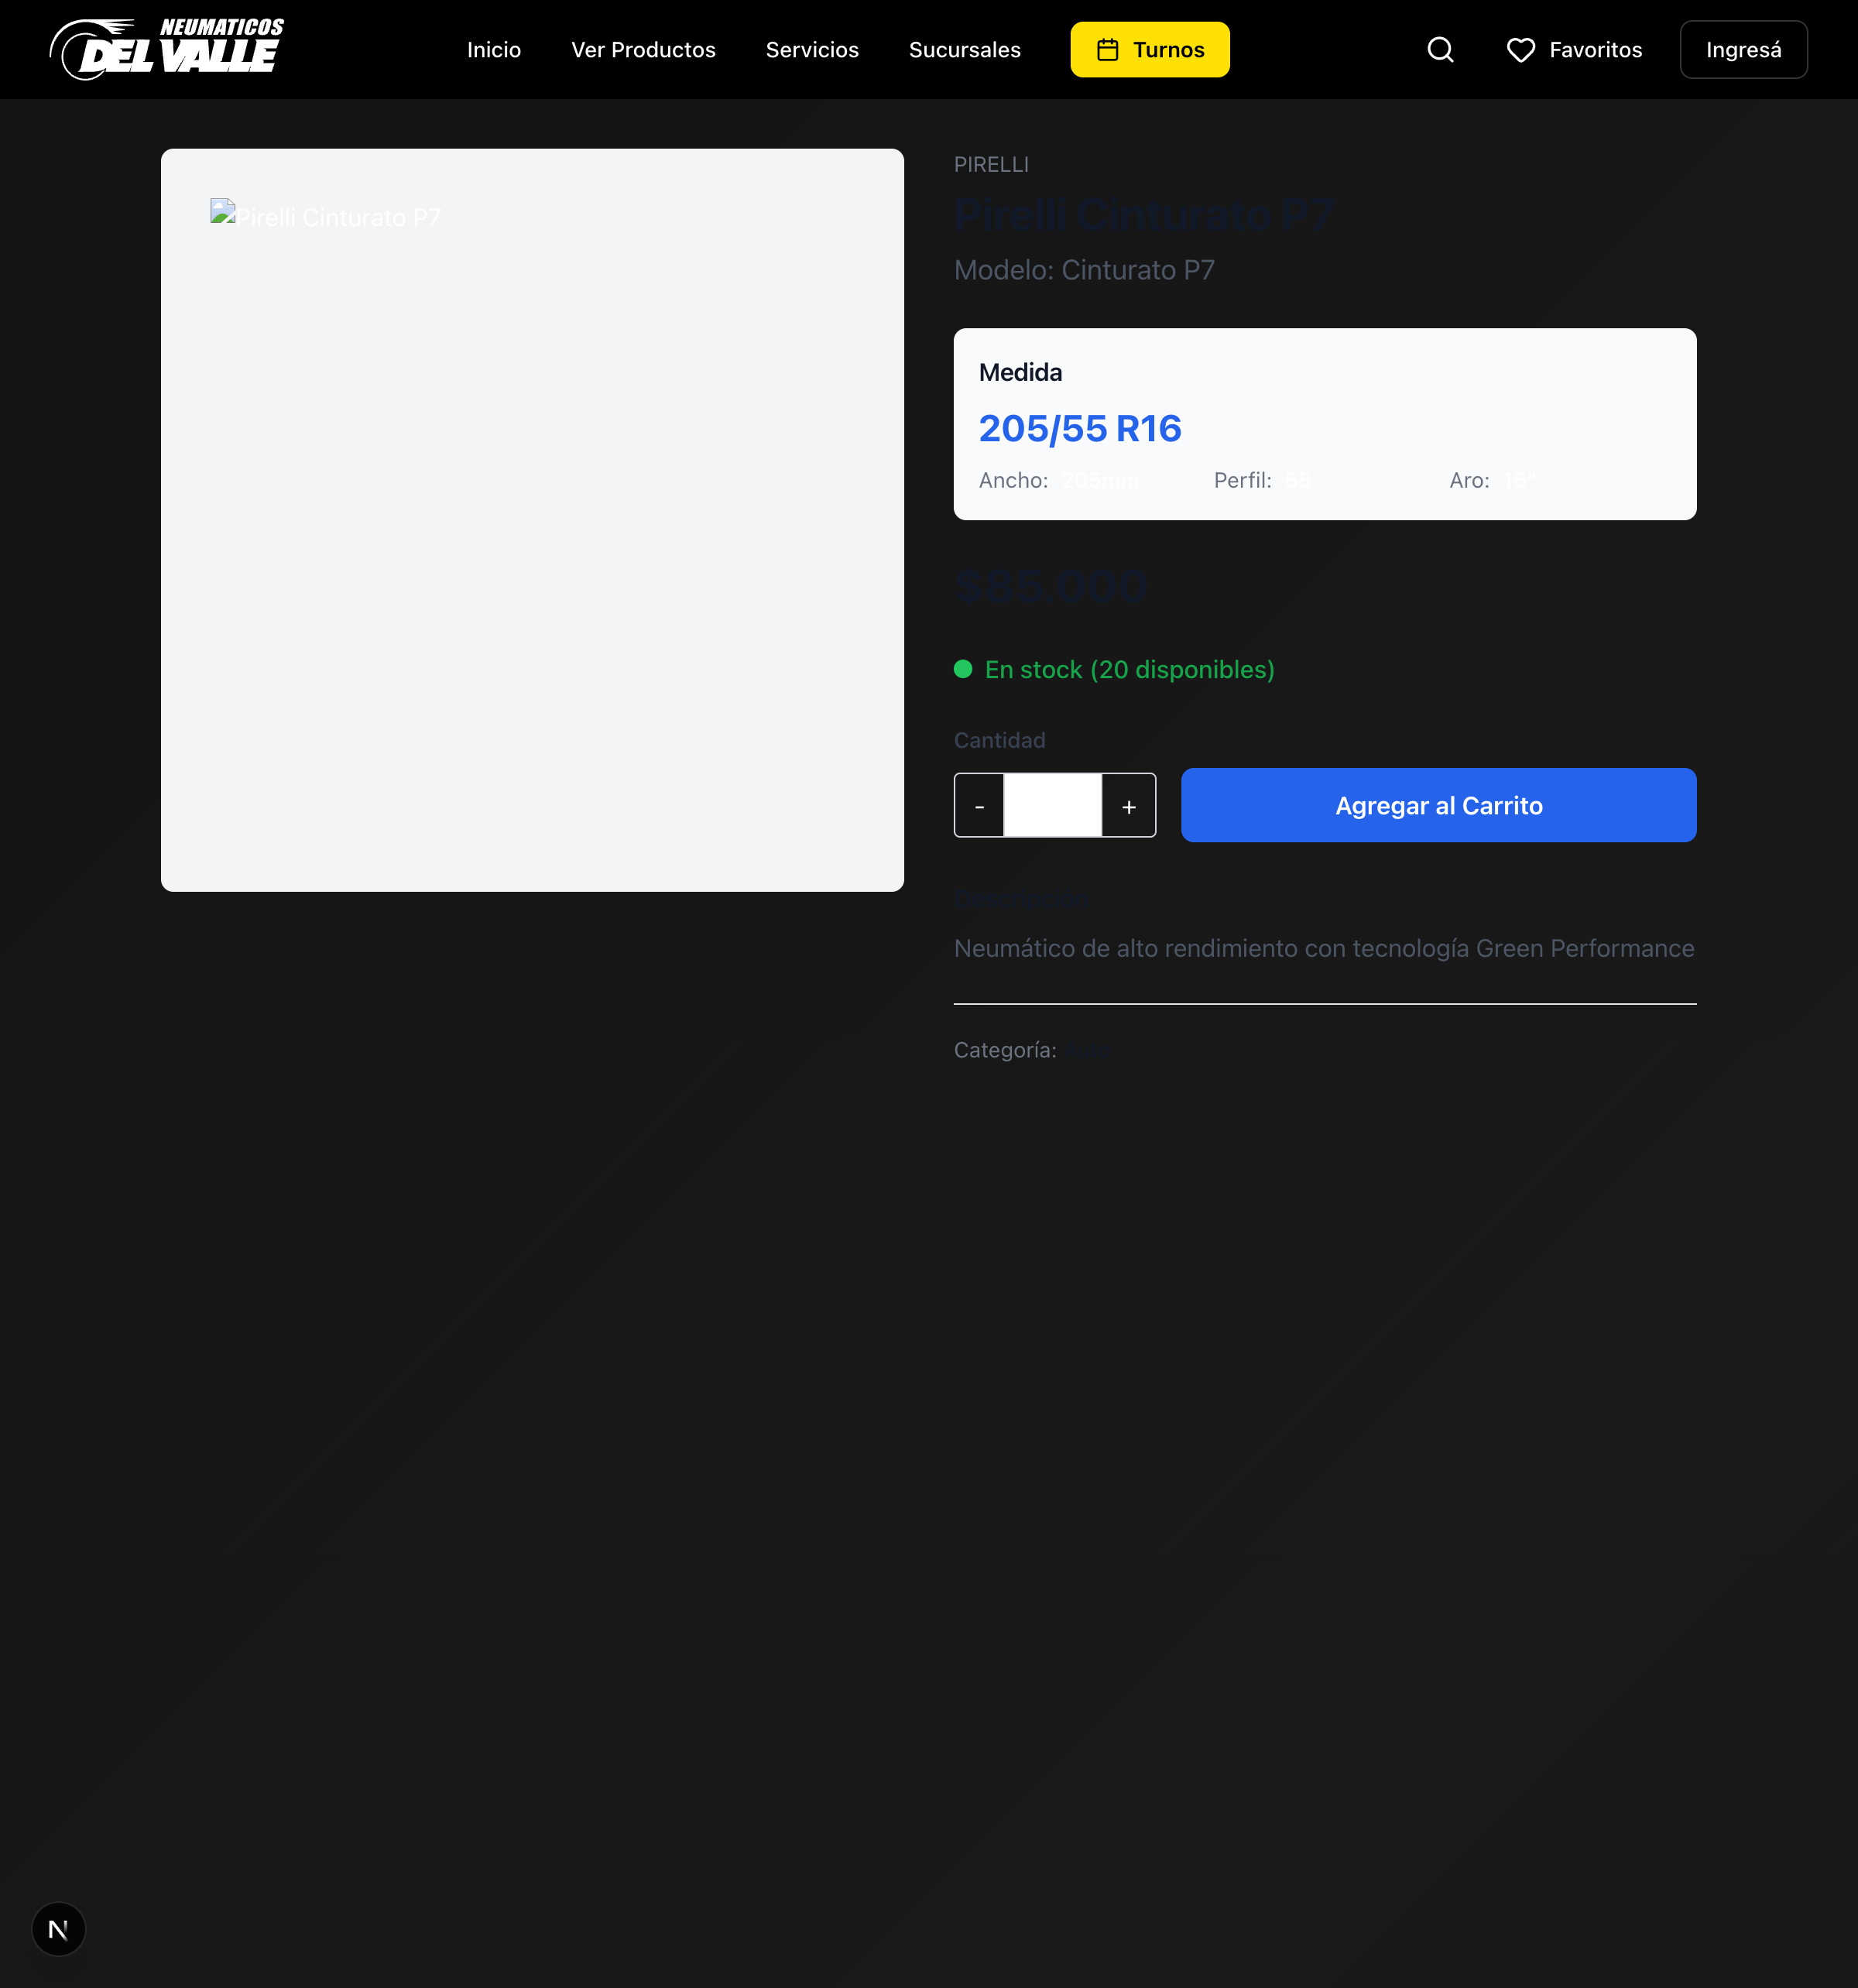 NEUMATICOS
DEL VALLE
Inicio
Ver Productos
Servicios
Sucursales
Turnos
Favoritos
Ingresá
Pirelli Cinturato P7
PIRELLI
Pirelli Cinturato P7
Modelo: Cinturato P7
Medida
205/55 R16
Ancho: 205mm
Perfil: 55
Aro: 16"
$85.000
En stock (20 disponibles)
Cantidad
- +
Agregar al Carrito
Descripción
Neumático de alto rendimiento con tecnología Green Performance
Categoría:
N